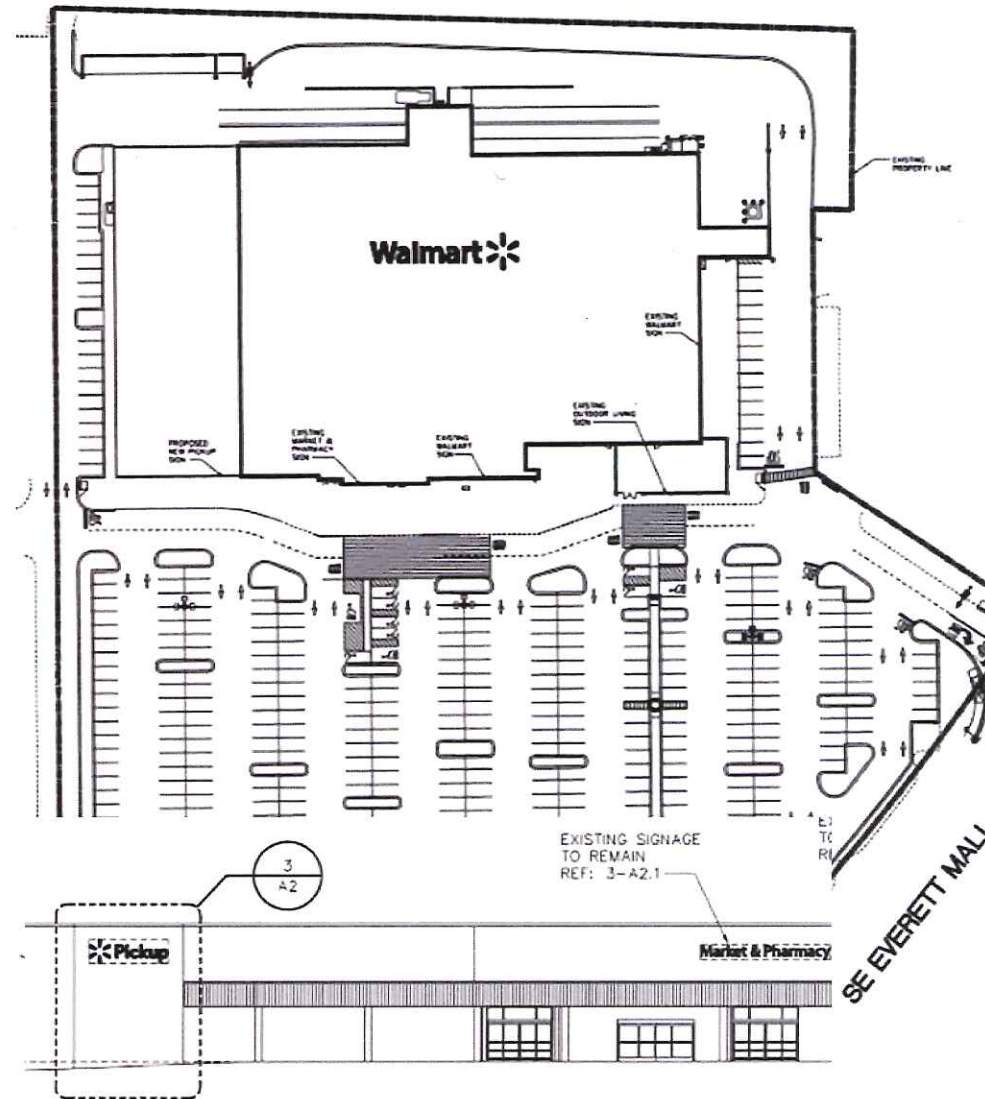 EXISTING
PROPERTY LINE
Walmart
EXISTING
WALMART
SIGN
EXISTING
OUTDOOR LIVING
SIGN
PROPOSED
NEW PICKUP
SIGN
EXISTING
MARKET &
PHARMACY
SIGN
EXISTING
WALMART
SIGN
SE EVERETT MALL
3
A2
EXISTING SIGNAGE
TO REMAIN
REF: 3-A2.1
Pickup
Market & Pharmacy